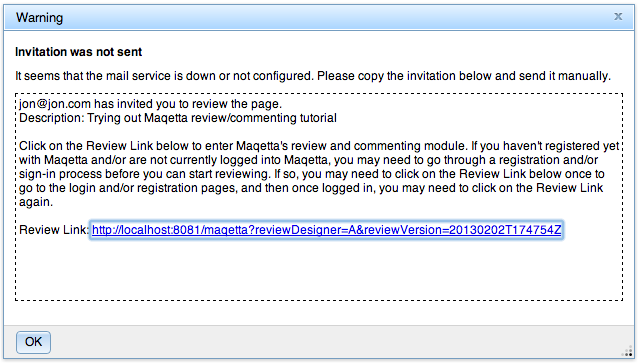 Warning
x
Invitation was not sent
It seems that the mail service is down or not configured. Please copy the invitation below and send it manually.
jon@jon.com has invited you to review the page.
Description: Trying out Maqetta review/commenting tutorial
Click on the Review Link below to enter Maqetta's review and commenting module. If you haven't registered yet
with Maqetta and/or are not currently logged into Maqetta, you may need to go through a registration and/or
sign-in process before you can start reviewing. If so, you may need to click on the Review Link below once to
go to the login and/or registration pages, and then once logged in, you may need to click on the Review Link
again.
Review Link: http://localhost:8081/maqetta?reviewDesigner=A&reviewVersion=20130202T174754Z
OK